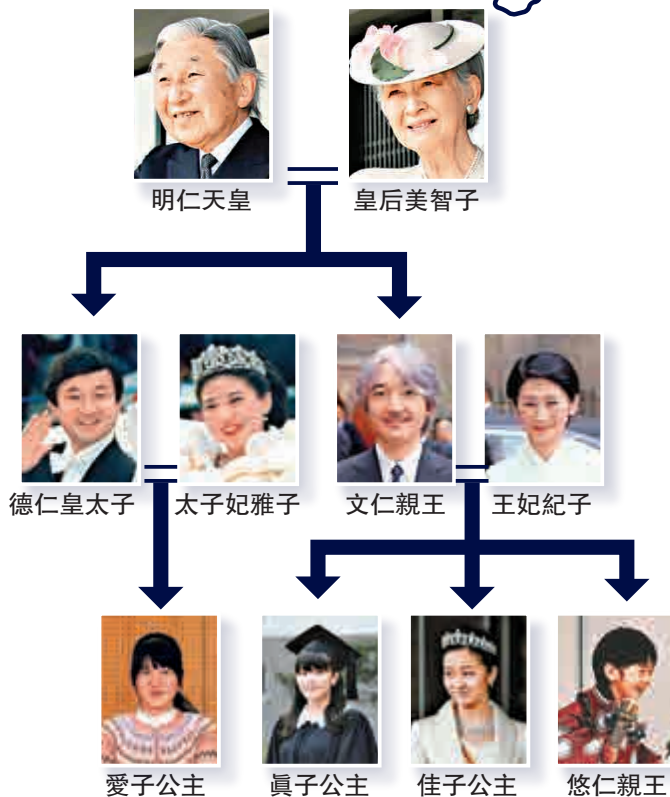 明仁天皇
皇后美智子
德仁皇太子
太子妃雅子
文仁親王
王妃紀子
愛子公主
眞子公主
佳子公主
悠仁親王